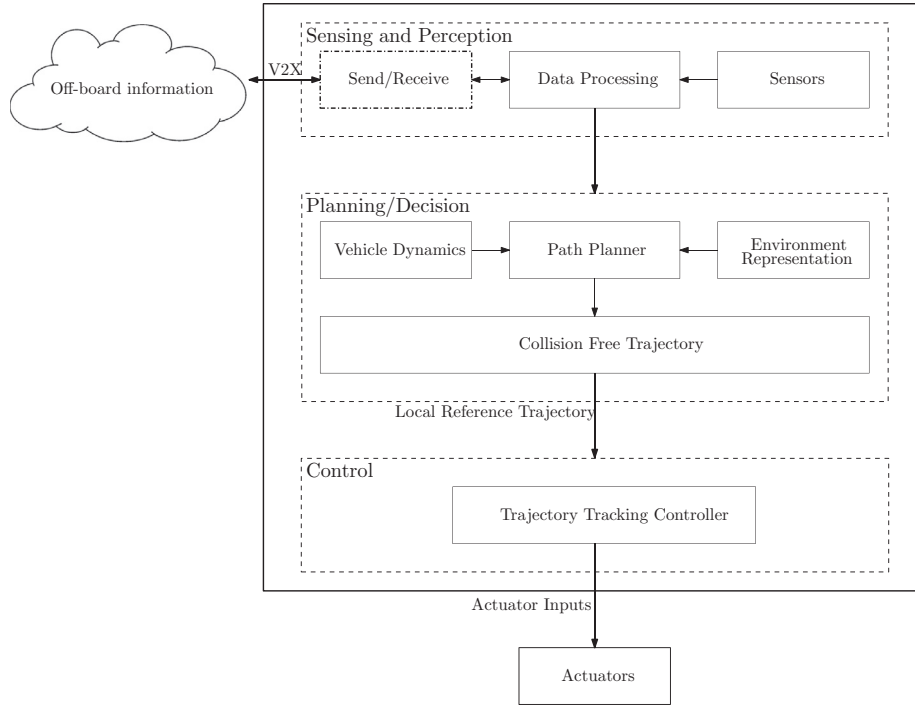 Sensing and Perception
V2X
Off-board information
Send/Receive
Data Processing
Sensors
Planning/Decision
Vehicle Dynamics
Path Planner
Environment
Representation
Collision Free Trajectory
Local Reference Trajectory
Control
Trajectory Tracking Controller
Actuator Inputs
Actuators